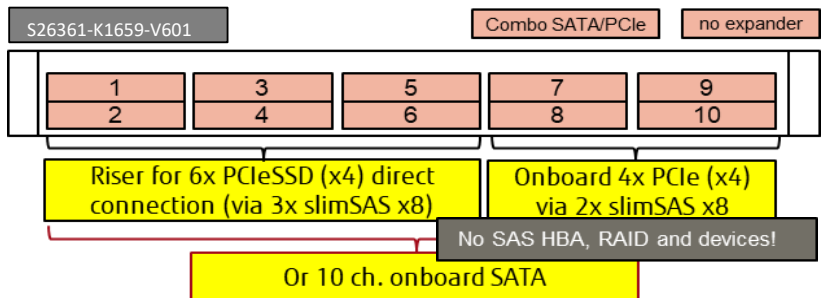 S26361-K1659-V601
Combo SATA/PCIe
no expander
1 3 5 7 9
2 4 6 8 10
Riser for 6x PCIeSSD (x4) direct
connection (via 3x slimSAS x8)
Onboard 4x PCIe (x4)
via 2x slimSAS x8
No SAS HBA, RAID and devices!
Or 10 ch. onboard SATA